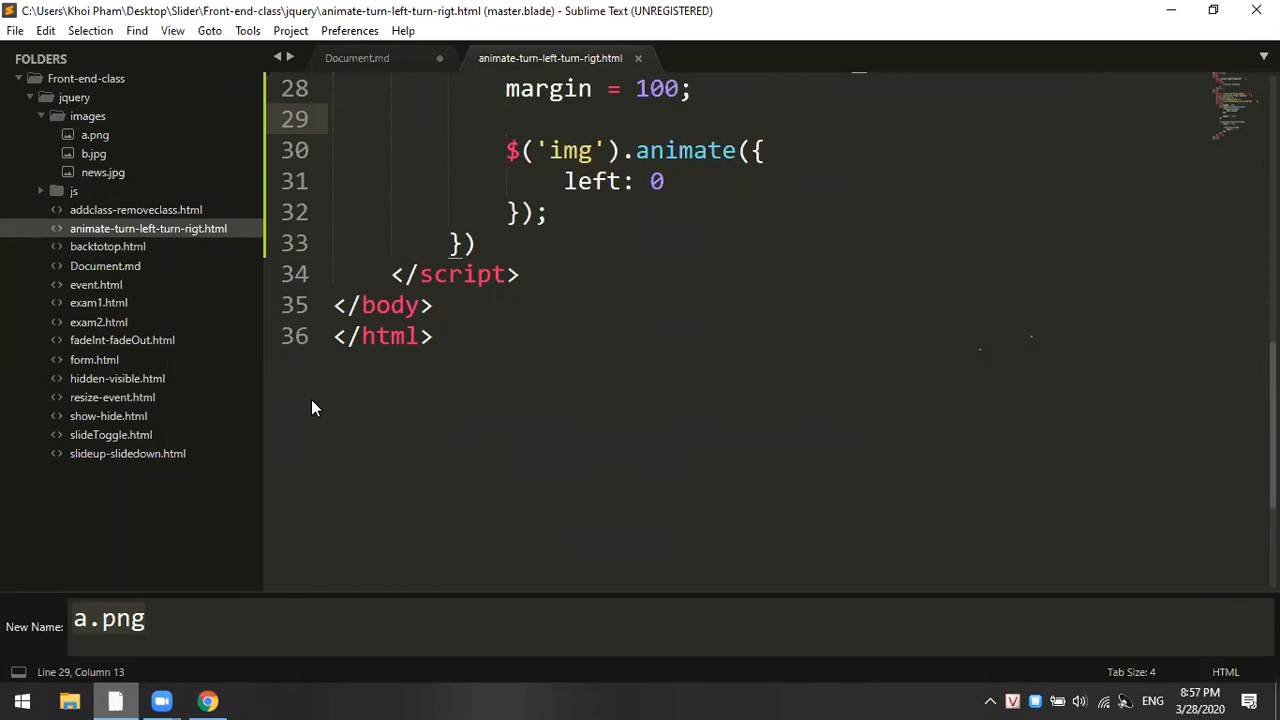 C:\Users\Khoi Pham\Desktop\Slider\Front-end-class\jquery\animate-turn-left-turn-rigt.html (master.blade) - Sublime Text (UNREGISTERED)
File Edit Selection Find View Goto Tools Project Preferences Help
FOLDERS
Front-end-class
jquery
images
a.png
b.jpg
news.jpg
js
addclass-removeclass.html
animate-turn-left-turn-rigt.html
backtotop.html
Document.md
event.html
exam1.html
exam2.html
fadeInt-fadeOut.html
form.html
hidden-visible.html
resize-event.html
show-hide.html
slideToggle.html
slideup-slidedown.html
Document.md animate-turn-left-turn-rigt.html
28 margin = 100;
29
30 $('img').animate({
31 left: 0
32 });
33 })
34 </script>
35 </body>
36 </html>
New Name: a.png
Line 29, Column 13 Tab Size: 4 HTML
ENG 8:57 PM
3/28/2020